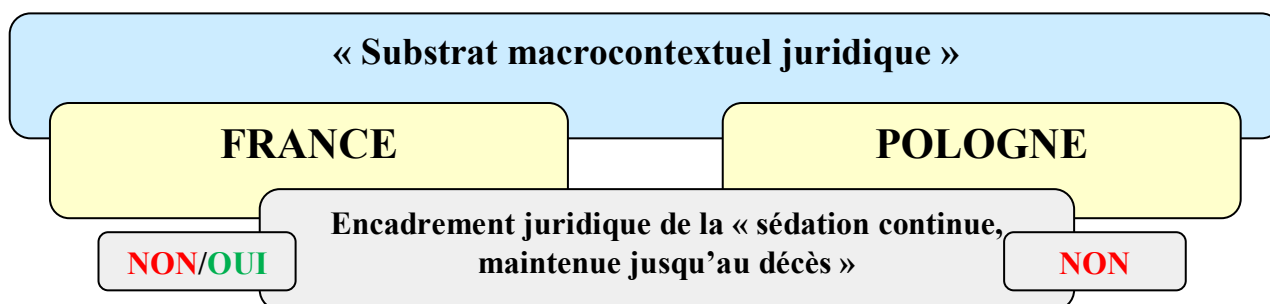 « Substrat macrocontextuel juridique »
FRANCE
POLOGNE
Encadrement juridique de la « sédation continue,
maintenue jusqu’au décès »
NON/OUI
NON